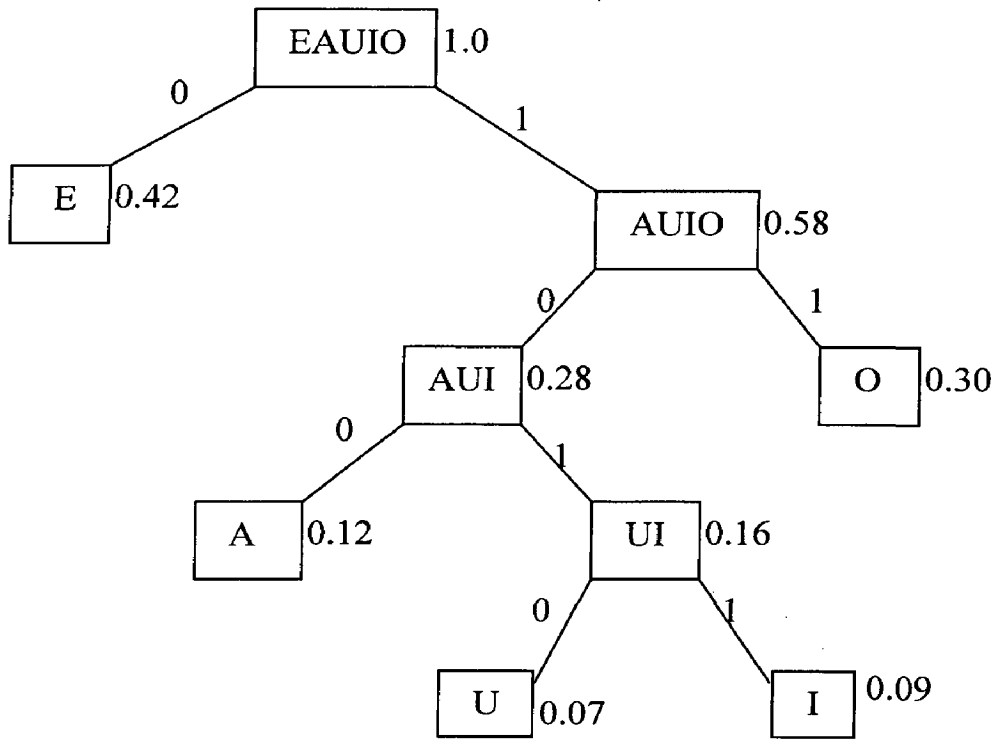 EAUIO 1.0
0 1
E 0.42
AUIO 0.58
0 1
AUI 0.28
O 0.30
0 1
A 0.12
UI 0.16
0 1
U 0.07
I 0.09